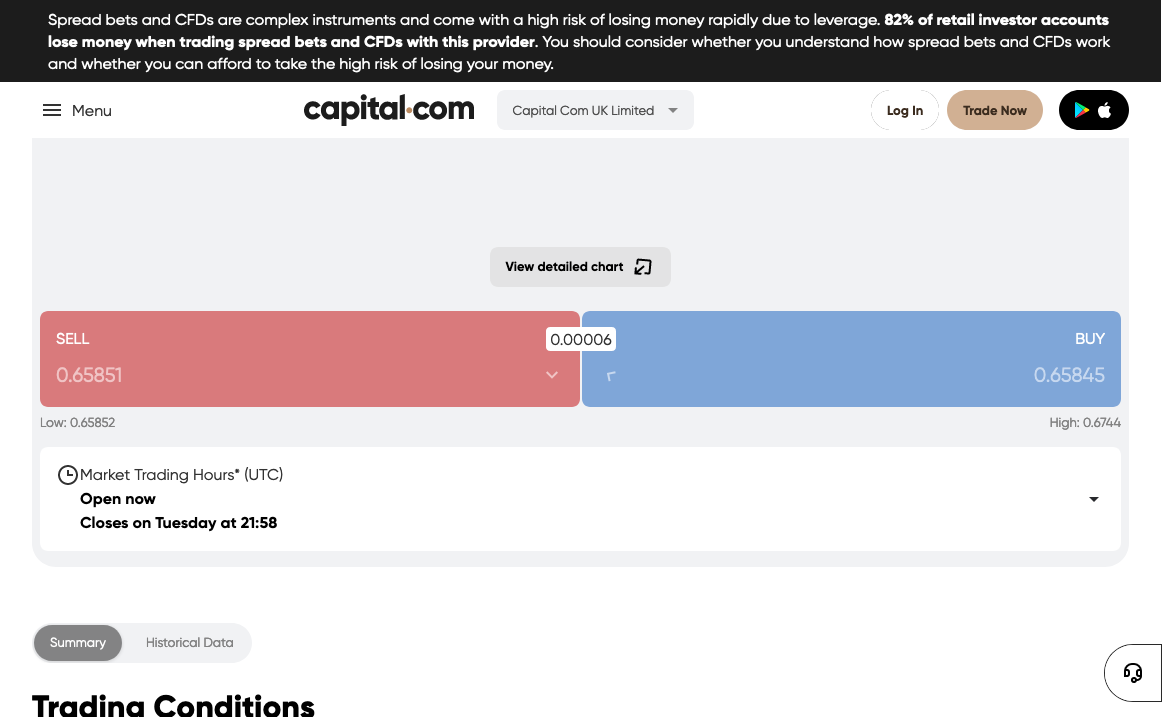 Spread bets and CFDs are complex instruments and come with a high risk of losing money rapidly due to leverage. 82% of retail investor accounts
lose money when trading spread bets and CFDs with this provider. You should consider whether you understand how spread bets and CFDs work
and whether you can afford to take the high risk of losing your money.
Menu
capital.com
Capital Com UK Limited
Log In
Trade Now
View detailed chart
SELL
0.00006
BUY
0.65851
0.65845
Low: 0.65852
High: 0.6744
Market Trading Hours* (UTC)
Open now
Closes on Tuesday at 21:58
Summary
Historical Data
Trading Conditions